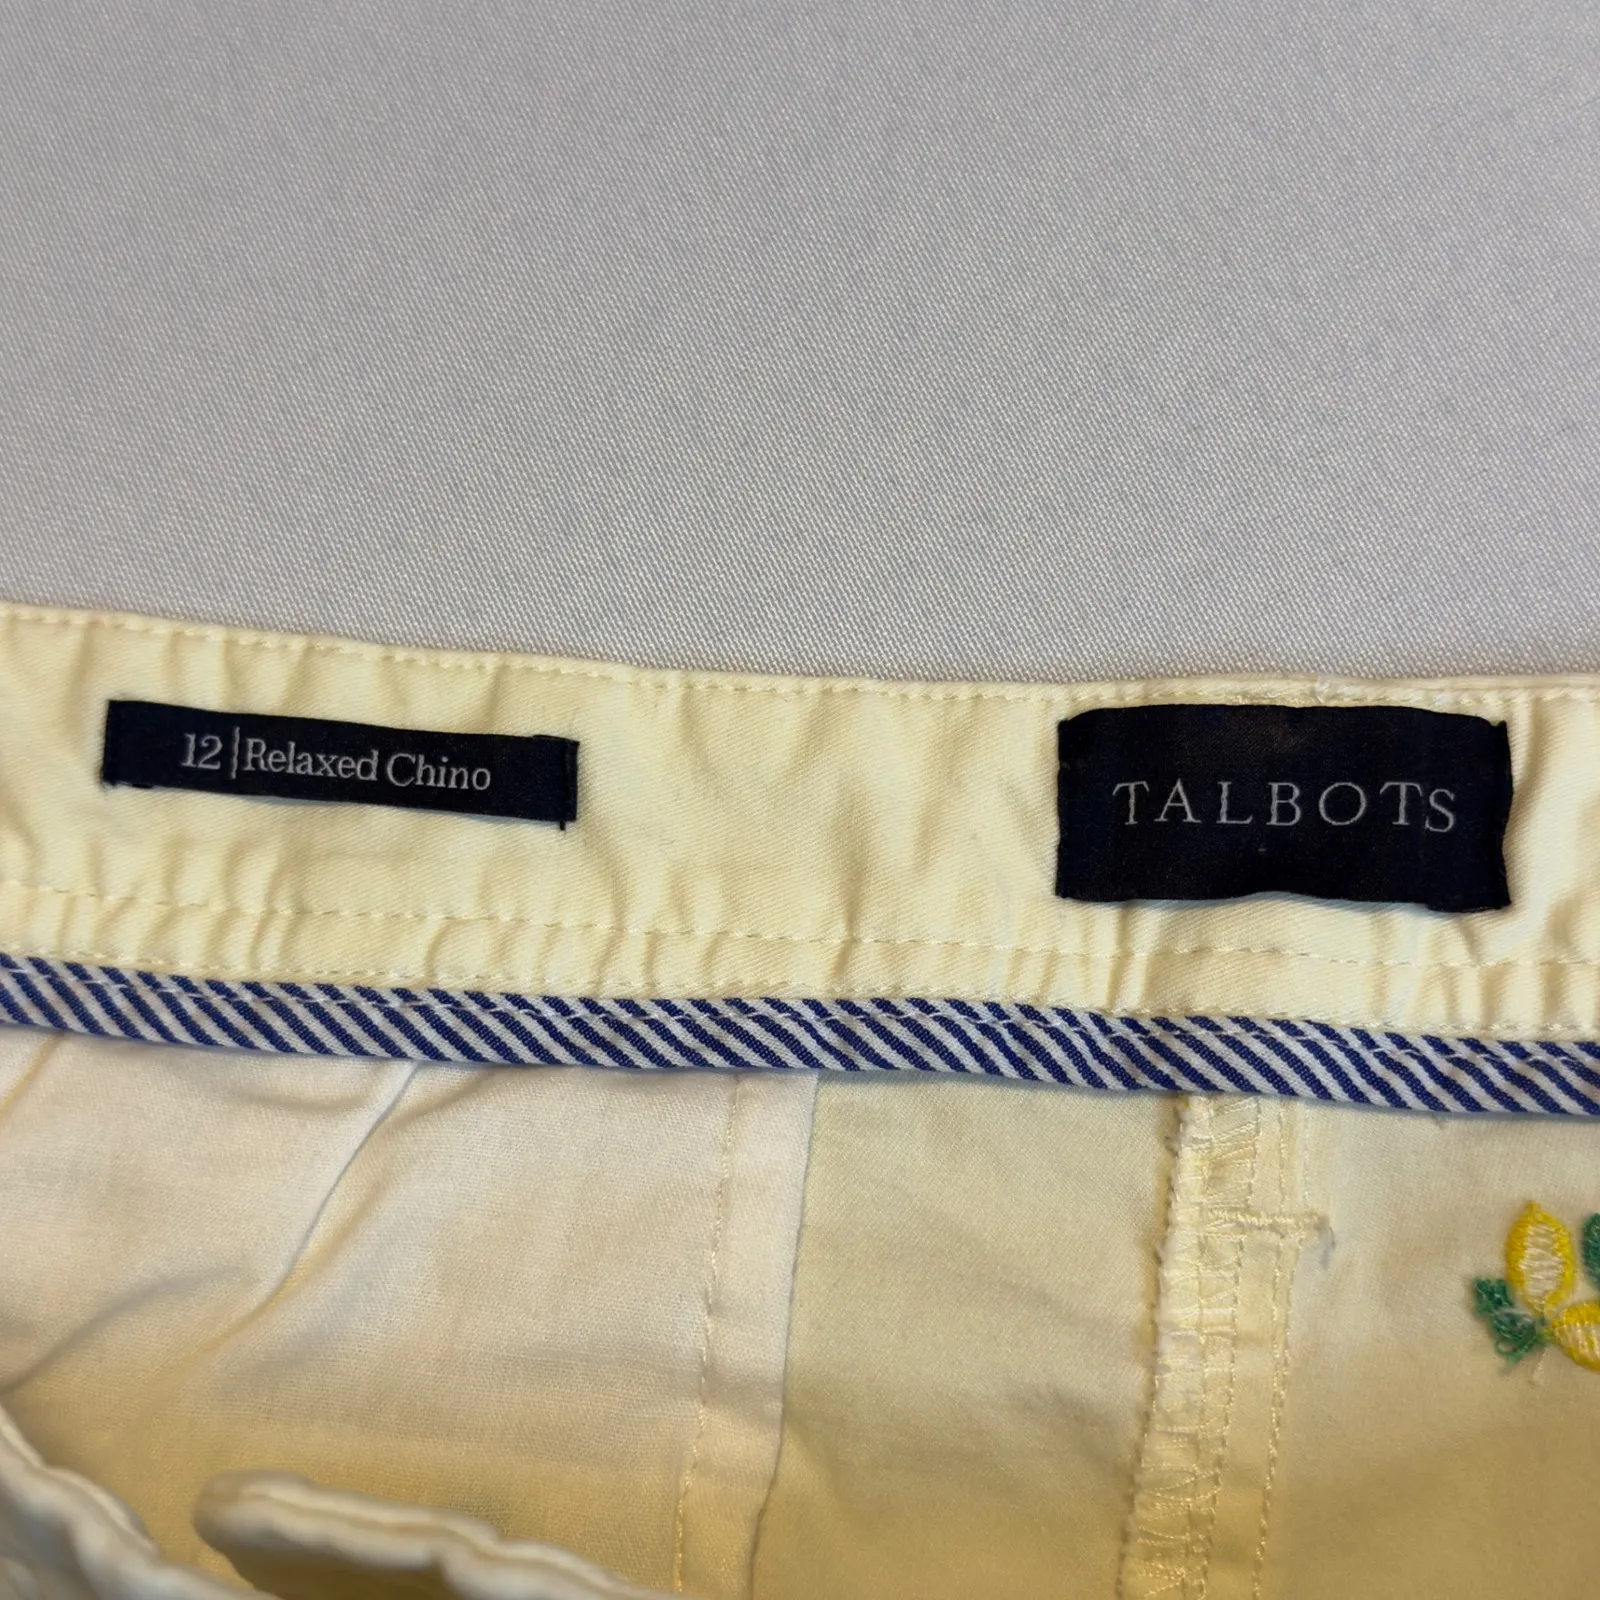 12 | Relaxed Chino
TALBOTS